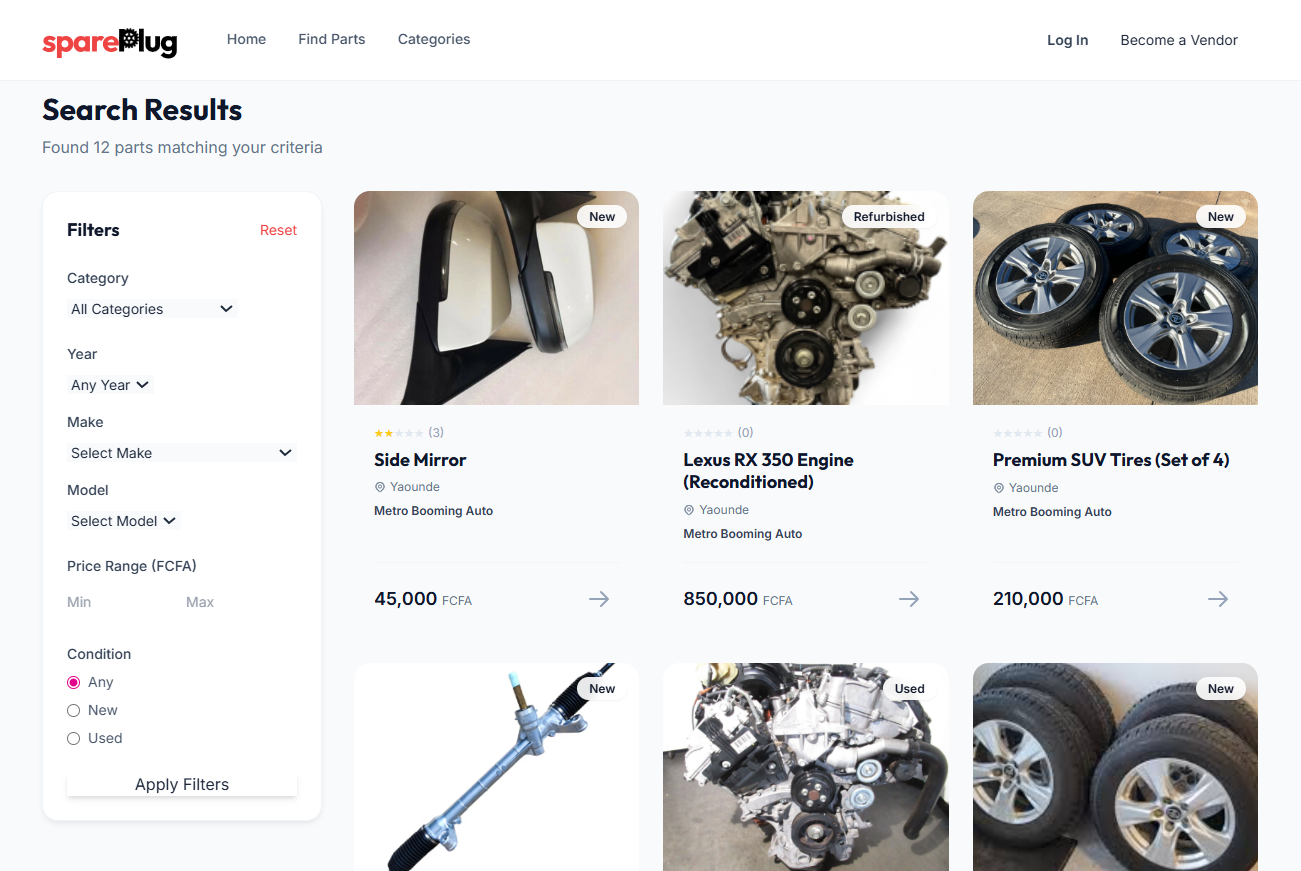 sparePlug
Home
Find Parts
Categories
Log In
Become a Vendor
Search Results
Found 12 parts matching your criteria
Filters
Reset
Category
All Categories
Year
Any Year
Make
Select Make
Model
Select Model
Price Range (FCFA)
Min
Max
Condition
Any
New
Used
Apply Filters
New
(3)
Side Mirror
Yaounde
Metro Booming Auto
45,000 FCFA
Refurbished
(0)
Lexus RX 350 Engine
(Reconditioned)
Yaounde
Metro Booming Auto
850,000 FCFA
New
(0)
Premium SUV Tires (Set of 4)
Yaounde
Metro Booming Auto
210,000 FCFA
New
Used
New